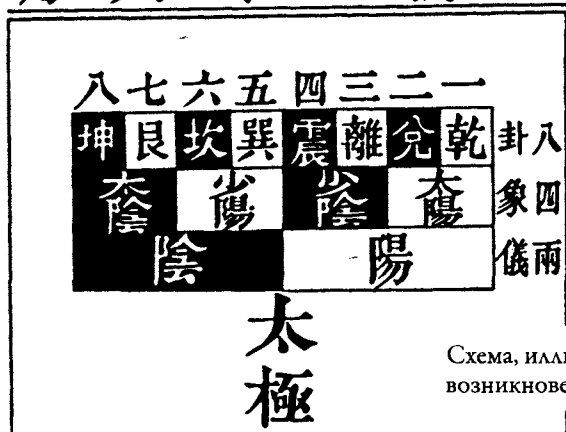 一二三四五六七八
八卦 乾兌離震巽坎艮坤
四象 太陽 少陰 少陽 太陰
兩儀 陽 陰
太極
Схема, илл
возникнове